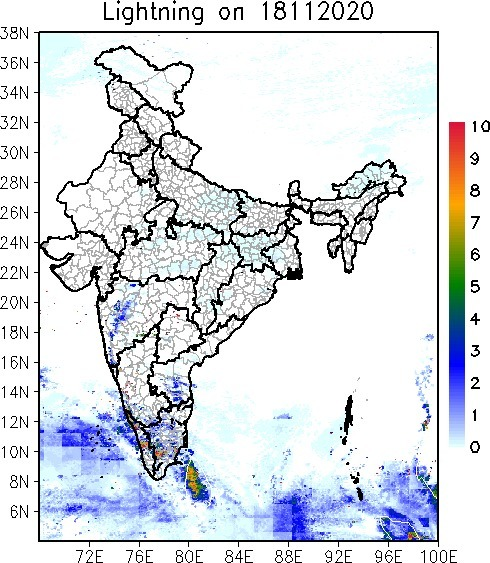 Lightning on 18112020
38N
36N
34N
32N
30N
28N
26N
24N
22N
20N
18N
16N
14N
12N
10N
8N
6N
72E 76E 80E 84E 88E 92E 96E 100E
10
9
8
7
6
5
4
3
2
1
0